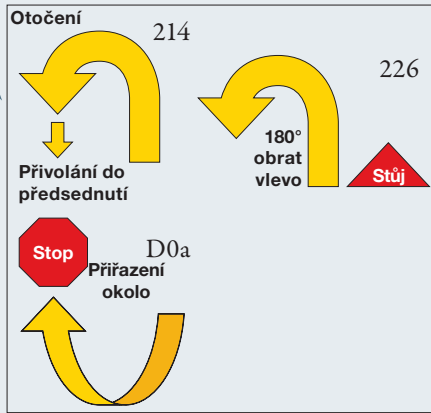 Otočení
214
Přivolání do
předsednutí
226
180°
obrat
vlevo
Stůj
Stop
D0a
Přiřazení
okolo